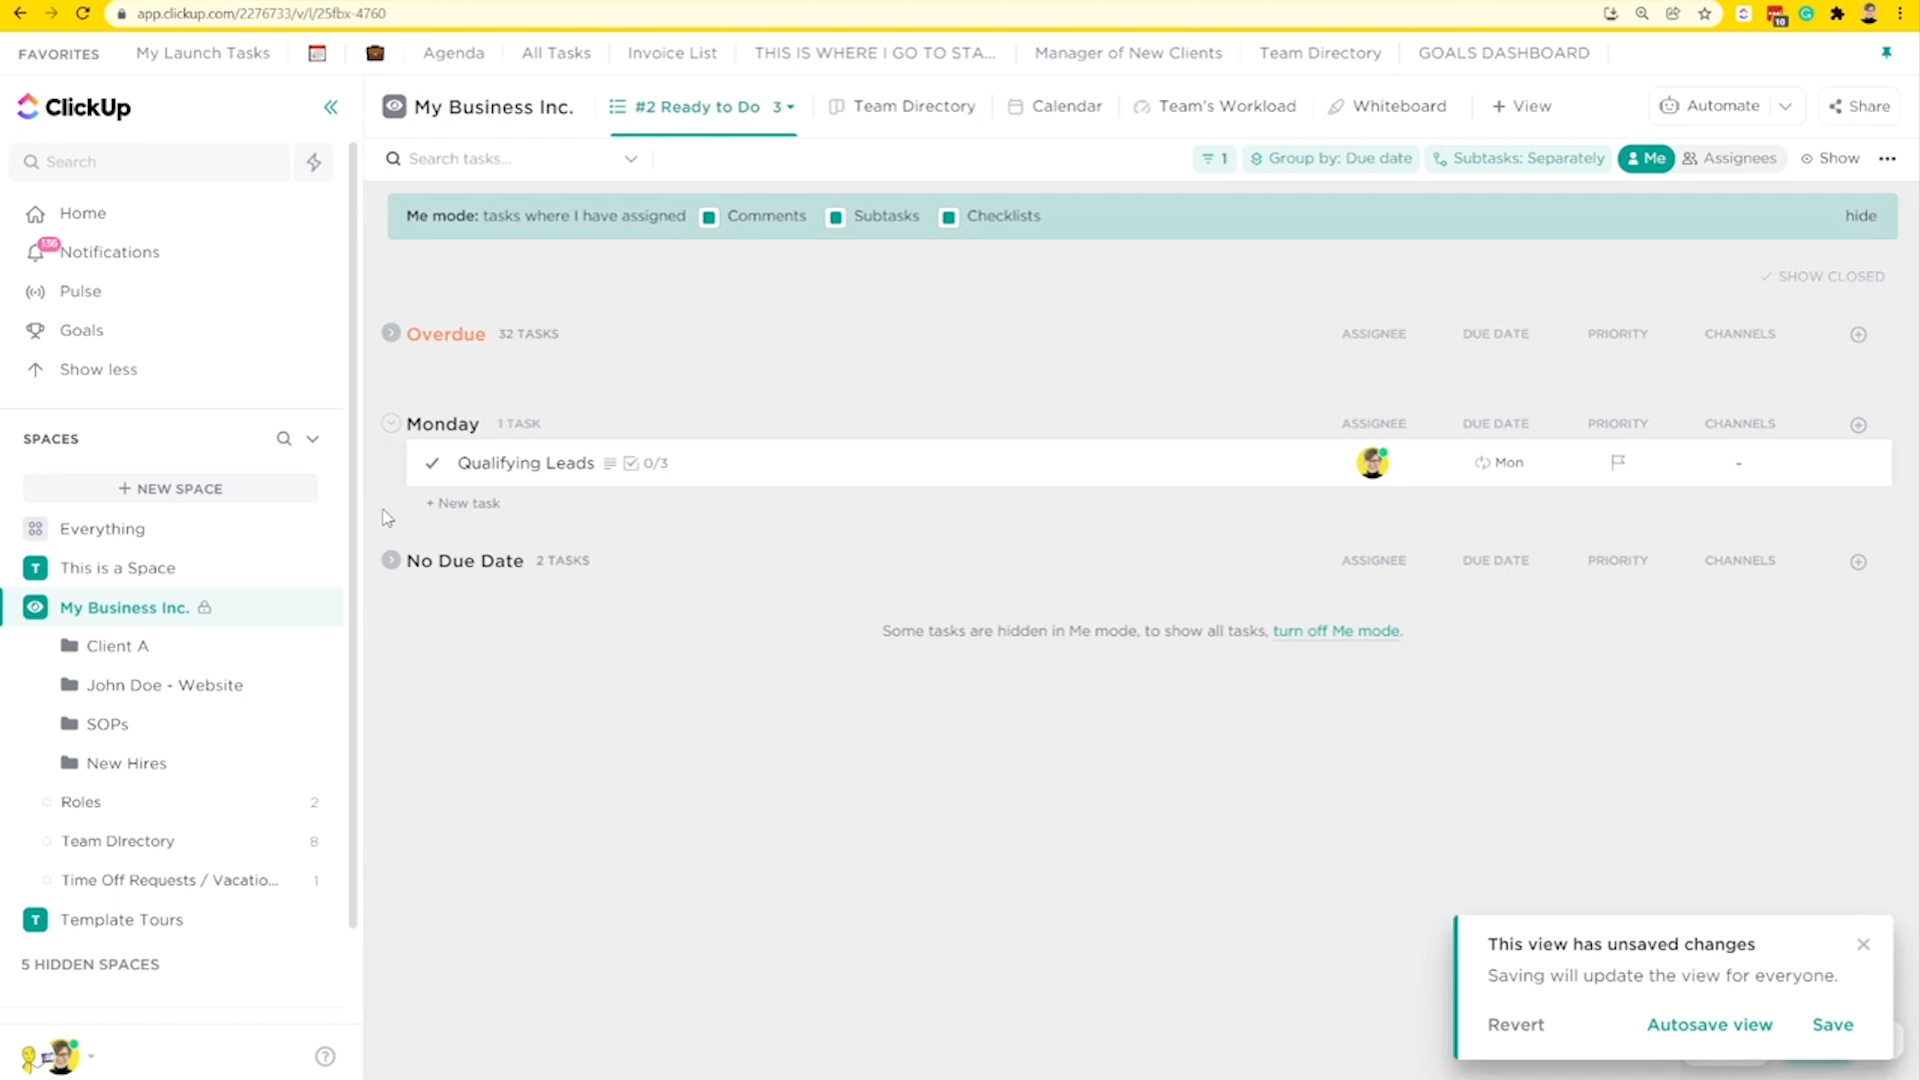 app.clickup.com/2276733/v/l/25fbx-4760
10
FAVORITES My Launch Tasks Agenda All Tasks Invoice List THIS IS WHERE I GO TO STA... Manager of New Clients Team Directory GOALS DASHBOARD
ClickUp
My Business Inc. #2 Ready to Do 3 Team Directory Calendar Team's Workload Whiteboard + View Automate Share
Search
Search tasks... 1 Group by: Due date Subtasks: Separately Me Assignees Show
Home
136
Notifications
Pulse
Goals
Show less
Me mode: tasks where I have assigned Comments Subtasks Checklists hide
SHOW CLOSED
Overdue 32 TASKS ASSIGNEE DUE DATE PRIORITY CHANNELS
Monday 1 TASK ASSIGNEE DUE DATE PRIORITY CHANNELS
Qualifying Leads 0/3 Mon -
+ New task
No Due Date 2 TASKS ASSIGNEE DUE DATE PRIORITY CHANNELS
Some tasks are hidden in Me mode, to show all tasks, turn off Me mode.
SPACES
+ NEW SPACE
Everything
T This is a Space
My Business Inc.
Client A
John Doe - Website
SOPs
New Hires
Roles 2
Team DIrectory 8
Time Off Requests / Vacatio... 1
T Template Tours
5 HIDDEN SPACES
?
This view has unsaved changes
Saving will update the view for everyone.
Revert Autosave view Save